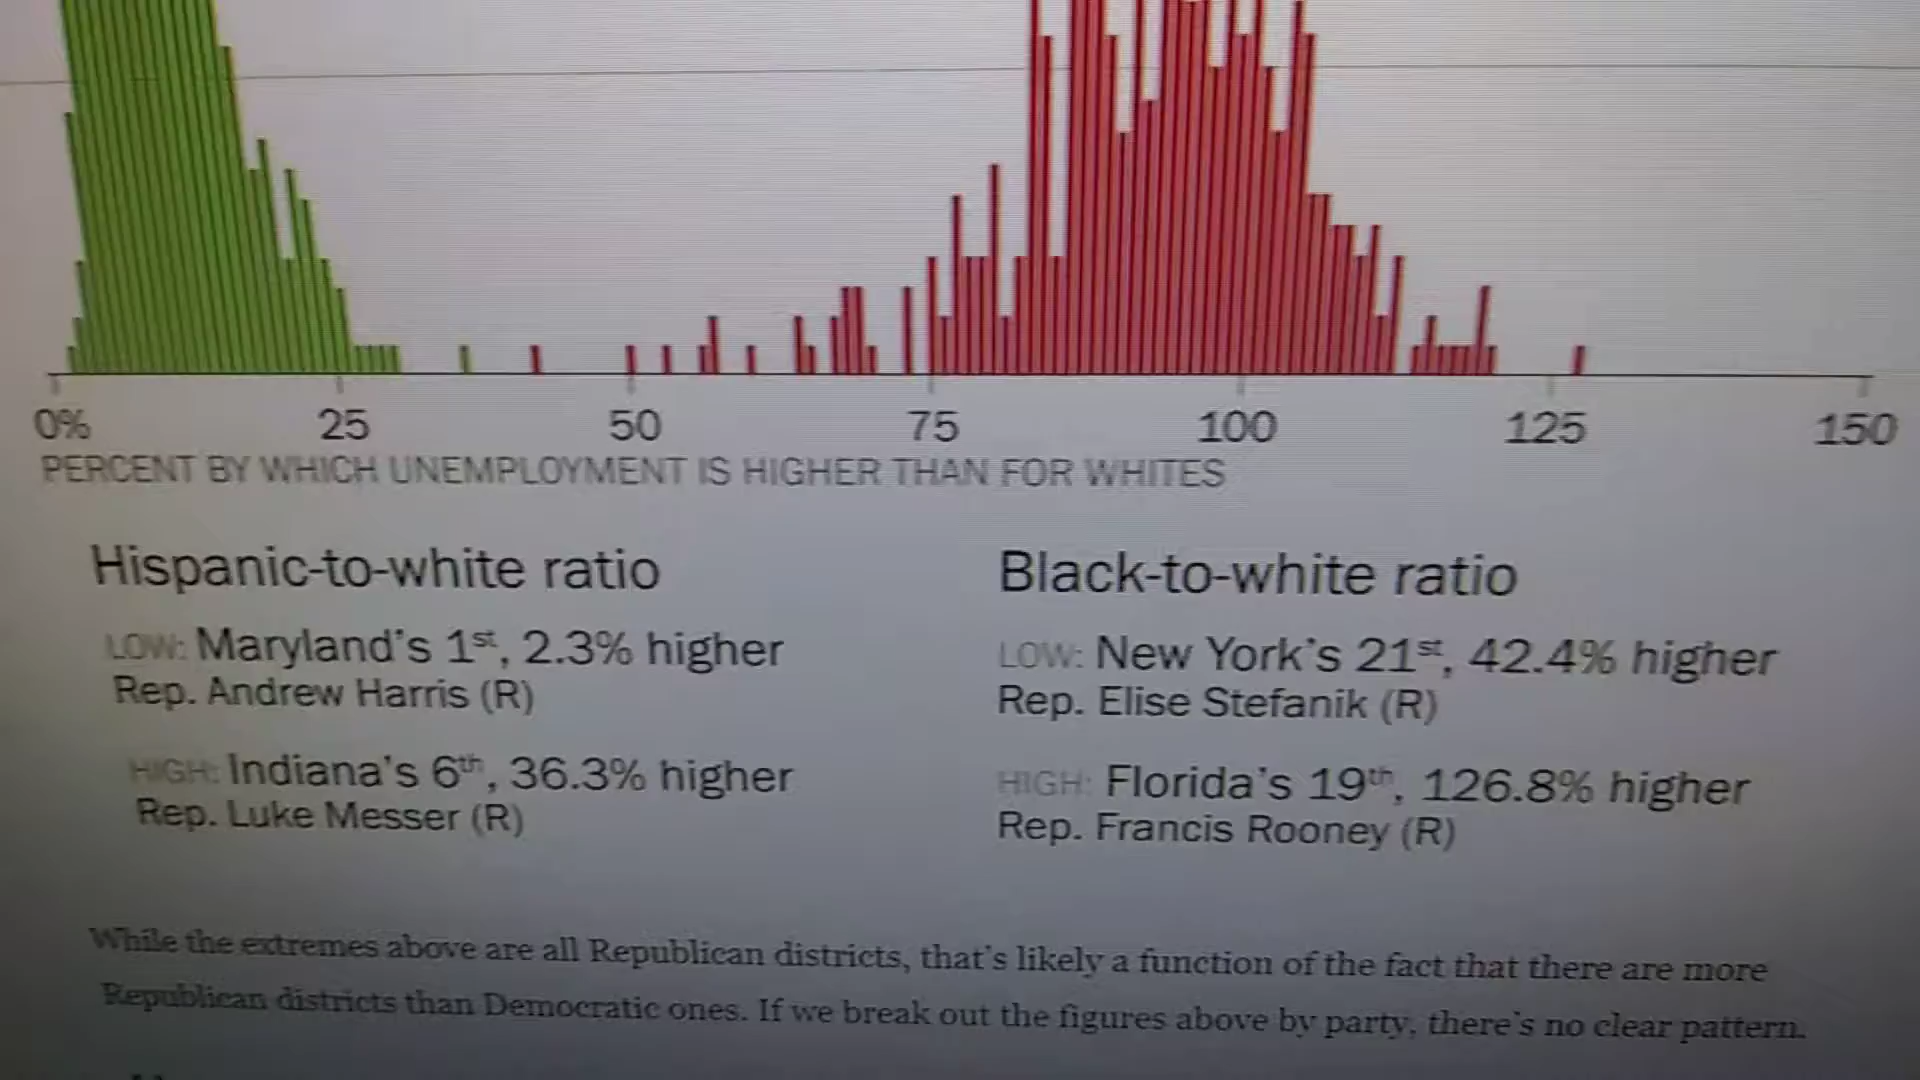 0% 25 50 75 100 125 150
PERCENT BY WHICH UNEMPLOYMENT IS HIGHER THAN FOR WHITES
Hispanic-to-white ratio
LOW: Maryland's 1st, 2.3% higher
Rep. Andrew Harris (R)
HIGH: Indiana's 6th, 36.3% higher
Rep. Luke Messer (R)
Black-to-white ratio
LOW: New York's 21st, 42.4% higher
Rep. Elise Stefanik (R)
HIGH: Florida's 19th, 126.8% higher
Rep. Francis Rooney (R)
While the extremes above are all Republican districts, that's likely a function of the fact that there are more
Republican districts than Democratic ones. If we break out the figures above by party, there's no clear pattern.